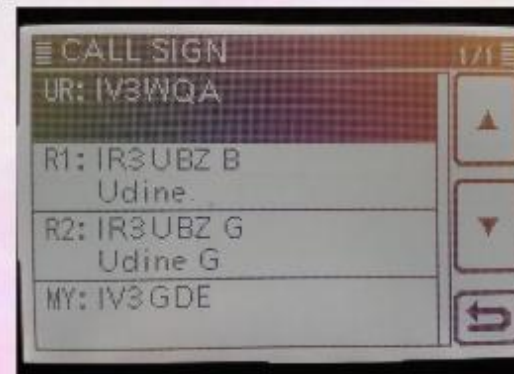 CALL SIGN 1/1
UR: IV3WQA
R1: IR3UBZ B
Udine
R2: IR3UBZ G
Udine G
MY: IV3GDE